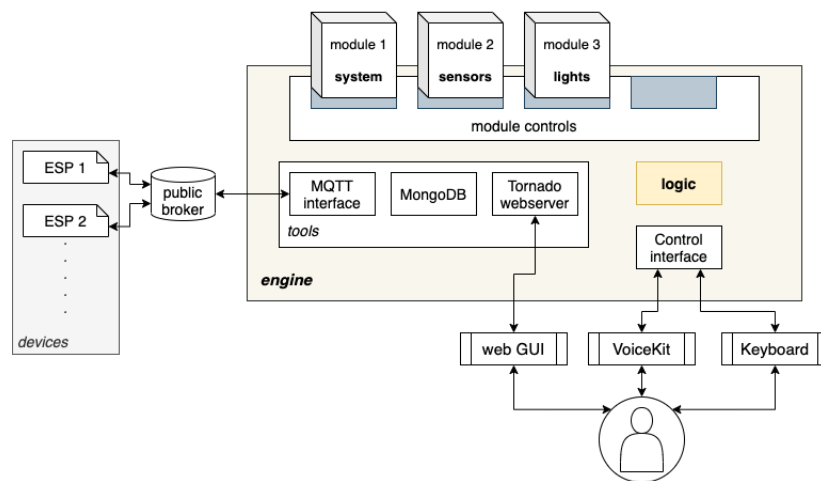 module 1
system
module 2
sensors
module 3
lights
module controls
ESP 1
ESP 2
devices
public
broker
MQTT
interface
MongoDB
Tornado
webserver
tools
logic
Control
interface
engine
web GUI
VoiceKit
Keyboard